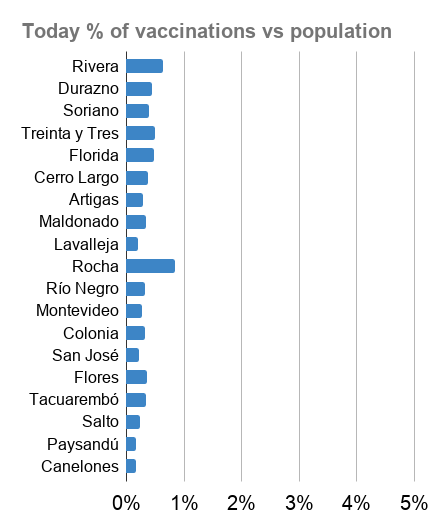 Today % of vaccinations vs population
Rivera
Durazno
Soriano
Treinta y Tres
Florida
Cerro Largo
Artigas
Maldonado
Lavalleja
Rocha
Río Negro
Montevideo
Colonia
San José
Flores
Tacuarembó
Salto
Paysandú
Canelones
0% 1% 2% 3% 4% 5%